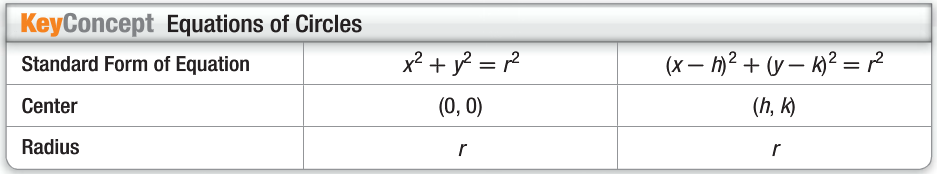 KeyConcept Equations of Circles
Standard Form of Equation x² + y² = r² (x – h)² + (y – k)² = r²
Center (0, 0) (h, k)
Radius r r